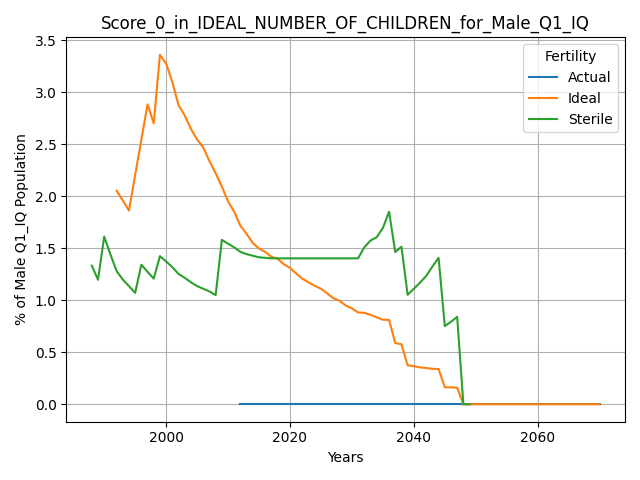 Score_0_in_IDEAL_NUMBER_OF_CHILDREN_for_Male_Q1_IQ
% of Male Q1_IQ Population
3.5
3.0
2.5
2.0
1.5
1.0
0.5
0.0
Fertility
Actual
Ideal
Sterile
2000
2020
2040
2060
Years